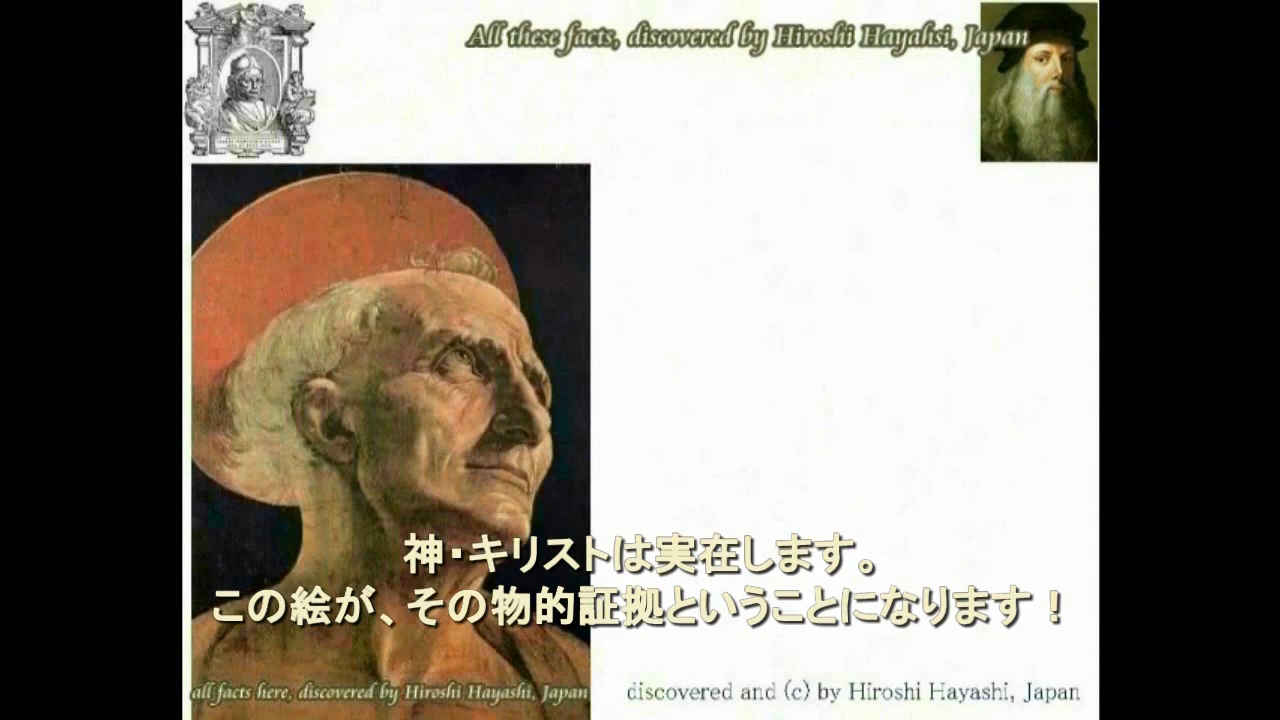 All these facts, discovered by Hiroshi Hayahsi, Japan
神・キリストは実在します。
この絵が、その物的証拠ということになります！
all facts here, discovered by Hiroshi Hayashi, Japan
discovered and (c) by Hiroshi Hayashi, Japan